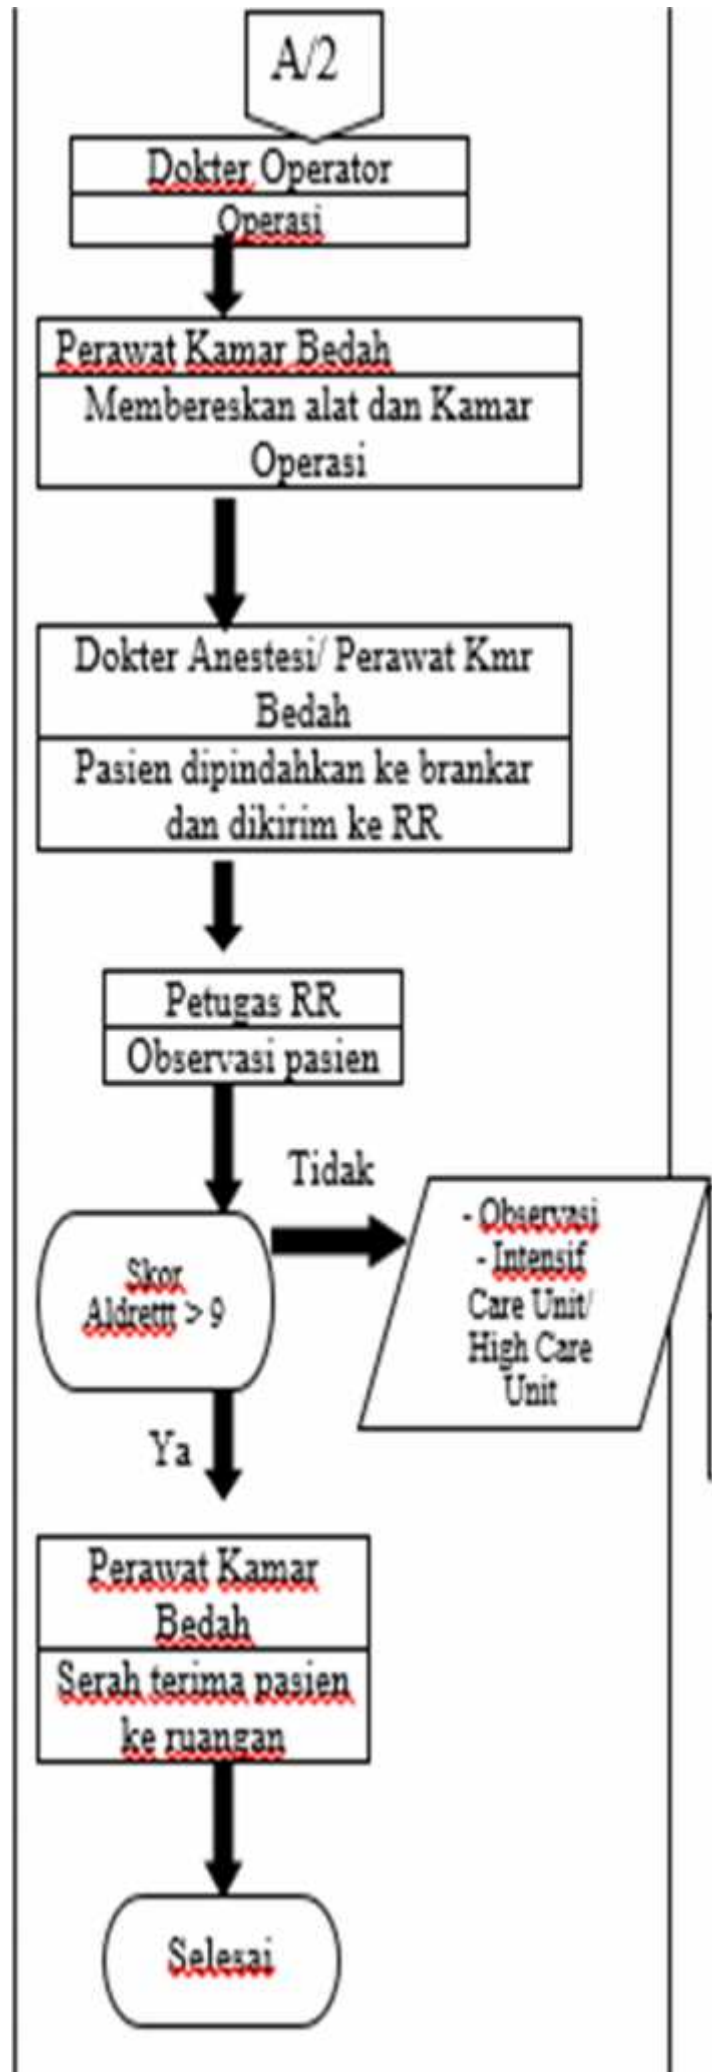 A/2
Dokter Operator
Operasi
Perawat Kamar Bedah
Membereskan alat dan Kamar
Operasi
Dokter Anestesi/ Perawat Kmr
Bedah
Pasien dipindahkan ke brankar
dan dikirim ke RR
Petugas RR
Observasi pasien
Tidak
Skor
Aldrettt > 9
- Observasi
- Intensif
Care Unit/
High Care
Unit
Ya
Perawat Kamar
Bedah
Serah terima pasien
ke ruangan
Selesai